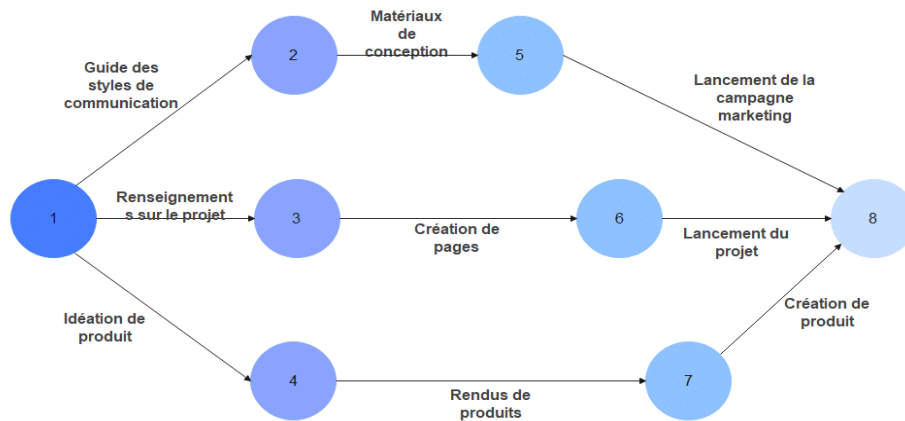 Matériaux
de
conception
2
5
Guide des
styles de
communication
Lancement de la
campagne
marketing
Renseignement
s sur le projet
1
3
Création de
pages
6
Lancement du
projet
8
Idéation de
produit
Création de
produit
4
Rendus de
produits
7